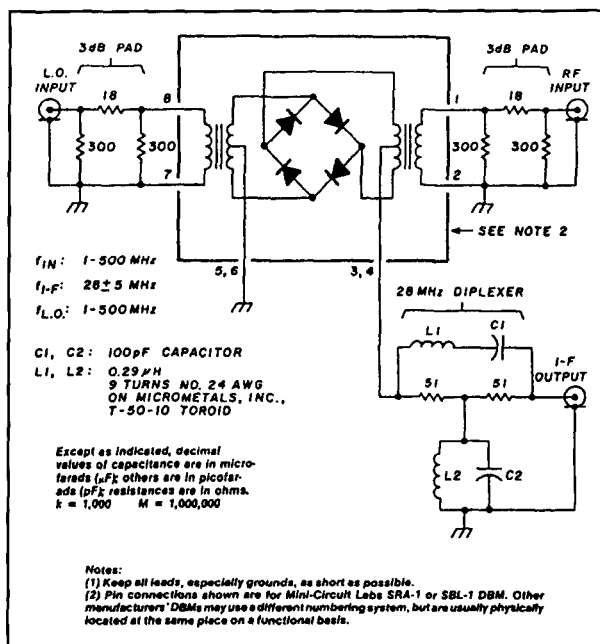 3dB PAD
L.O.
INPUT
18
300
300
8
7
3dB PAD
RF
INPUT
18
300
300
1
2
SEE NOTE 2
5, 6
3, 4
fIN: 1-500 MHz
fI-F: 28±5 MHz
fL.O.: 1-500 MHz
C1, C2: 100pF CAPACITOR
L1, L2: 0.29μH
9 TURNS NO. 24 AWG
ON MICROMETALS, INC.,
T-50-10 TOROID
28 MHz DIPLEXER
L1
C1
I-F
OUTPUT
51
51
L2
C2
Except as indicated, decimal
values of capacitance are in micro-
farads (μF); others are in picofar-
ads (pF); resistances are in ohms.
k = 1,000 M = 1,000,000
Notes:
(1) Keep all leads, especially grounds, as short as possible.
(2) Pin connections shown are for Mini-Circuit Labs SRA-1 or SBL-1 DBM. Other
manufacturers' DBMs may use a different numbering system, but are usually physically
located at the same place on a functional basis.